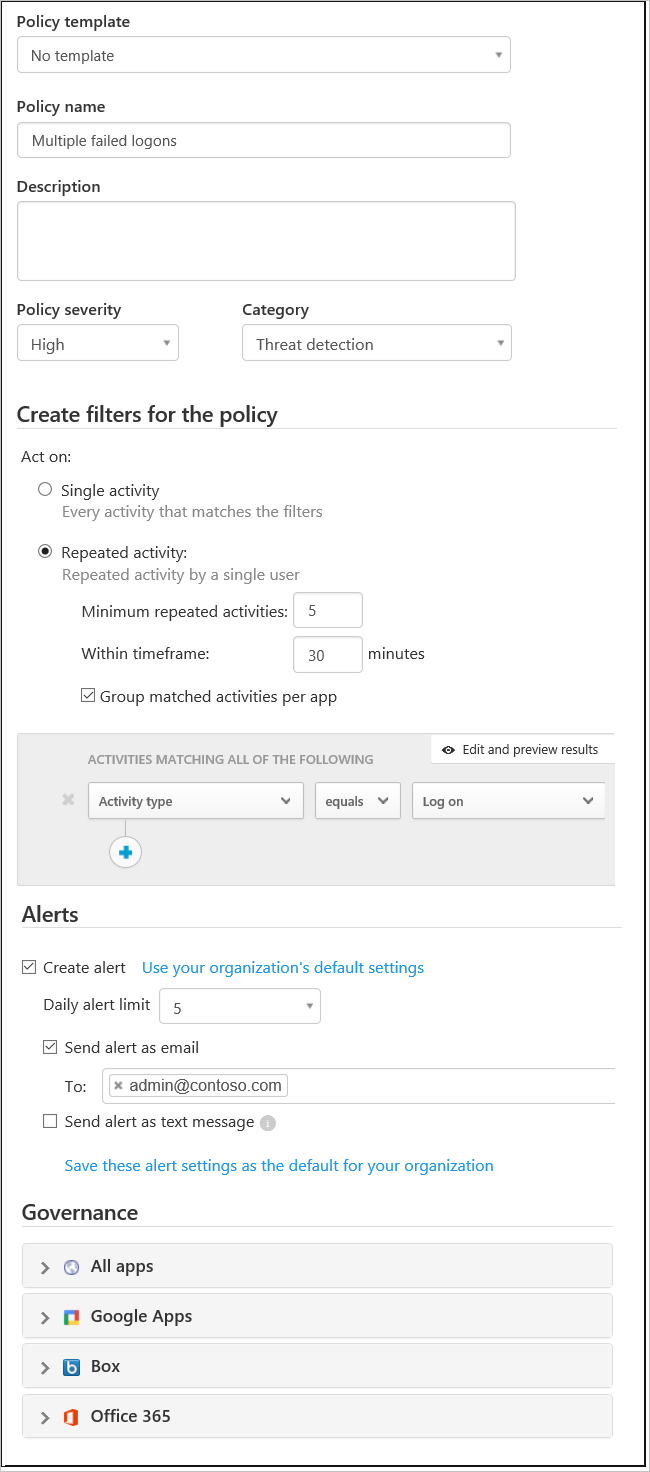 Policy template
No template
Policy name
Multiple failed logons
Description
Policy severity
Category
High
Threat detection
Create filters for the policy
Act on:
Single activity
Every activity that matches the filters
Repeated activity:
Repeated activity by a single user
Minimum repeated activities: 5
Within timeframe: 30 minutes
Group matched activities per app
ACTIVITIES MATCHING ALL OF THE FOLLOWING
Edit and preview results
Activity type equals Log on
Alerts
Create alert Use your organization's default settings
Daily alert limit 5
Send alert as email
To: admin@contoso.com
Send alert as text message
Save these alert settings as the default for your organization
Governance
All apps
Google Apps
Box
Office 365